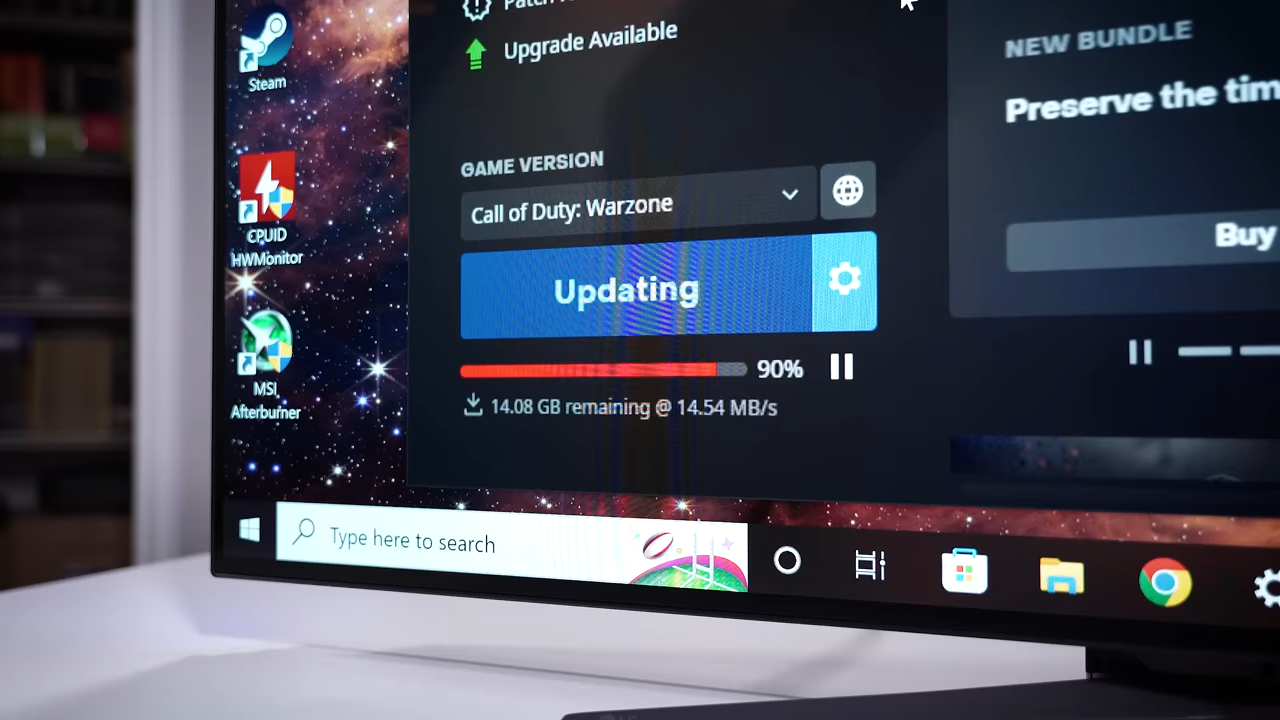 Steam
CPUID
HWMonitor
MSI
Afterburner
Upgrade Available
GAME VERSION
Call of Duty: Warzone
Updating
90%
14.08 GB remaining @ 14.54 MB/s
NEW BUNDLE
Preserve the tim
Buy
Type here to search